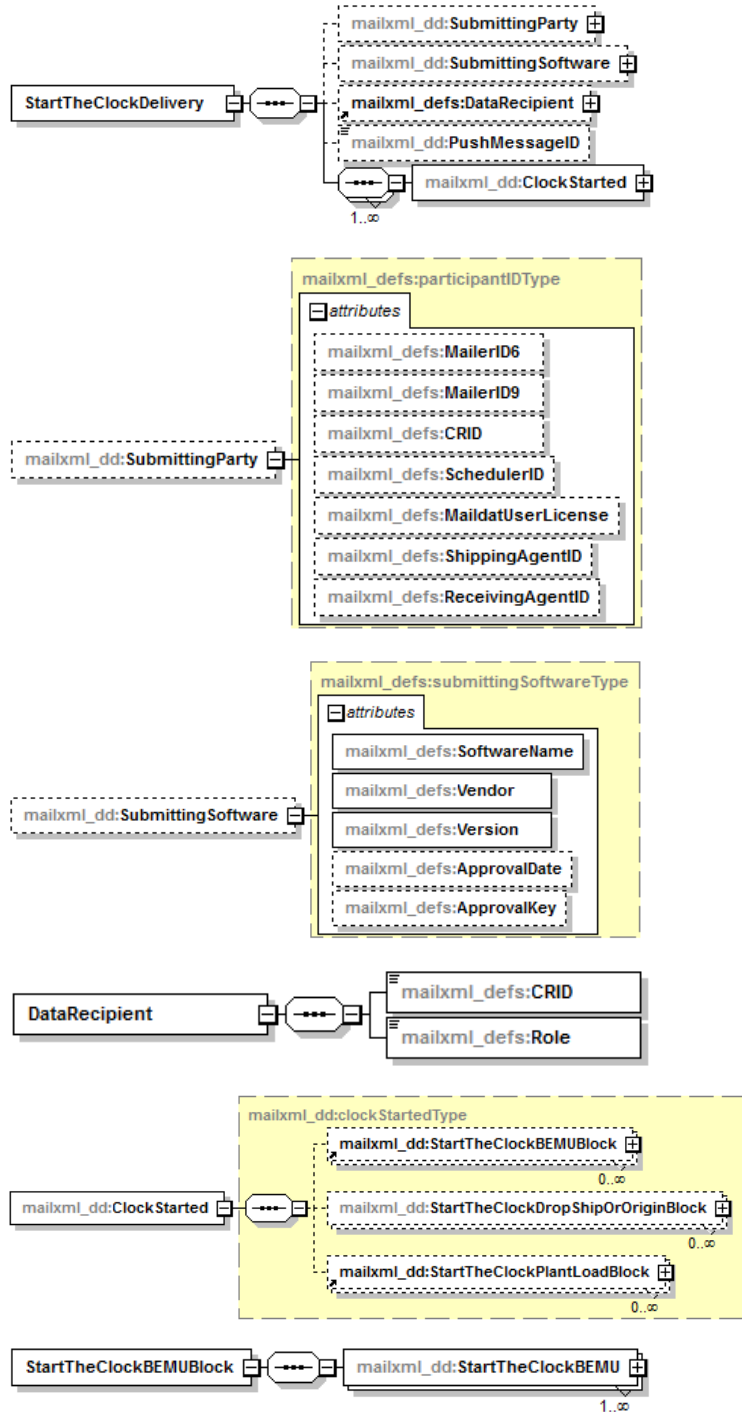 mailxml_dd:SubmittingParty
mailxml_dd:SubmittingSoftware
StartTheClockDelivery
mailxml_defs:DataRecipient
mailxml_dd:PushMessageID
mailxml_dd:ClockStarted
1..∞
mailxml_defs:participantIDType
attributes
mailxml_defs:MailerID6
mailxml_defs:MailerID9
mailxml_defs:CRID
mailxml_dd:SubmittingParty
mailxml_defs:SchedulerID
mailxml_defs:MaildatUserLicense
mailxml_defs:ShippingAgentID
mailxml_defs:ReceivingAgentID
mailxml_defs:submittingSoftwareType
attributes
mailxml_defs:SoftwareName
mailxml_defs:Vendor
mailxml_dd:SubmittingSoftware
mailxml_defs:Version
mailxml_defs:ApprovalDate
mailxml_defs:ApprovalKey
mailxml_defs:CRID
DataRecipient
mailxml_defs:Role
mailxml_dd:clockStartedType
mailxml_dd:StartTheClockBEMUBlock
0..∞
mailxml_dd:ClockStarted
mailxml_dd:StartTheClockDropShipOrOriginBlock
0..∞
mailxml_dd:StartTheClockPlantLoadBlock
0..∞
StartTheClockBEMUBlock
mailxml_dd:StartTheClockBEMU
1..∞